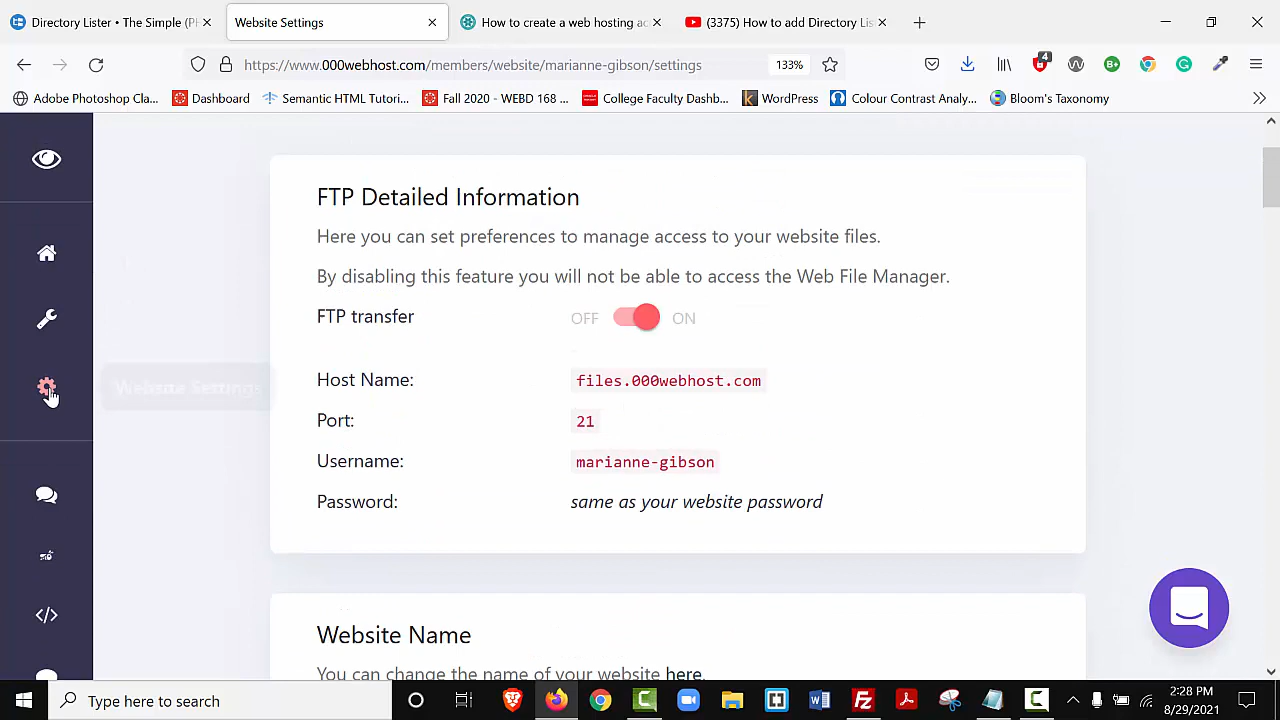 Directory Lister • The Simple (P
Website Settings
How to create a web hosting ac
(3375) How to add Directory Lis
https://www.000webhost.com/members/website/marianne-gibson/settings
133%
4
B+
Adobe Photoshop Cla...
Dashboard
Semantic HTML Tutori...
Fall 2020 - WEBD 168 ...
College Faculty Dashb...
WordPress
Colour Contrast Analy...
Bloom's Taxonomy
FTP Detailed Information
Here you can set preferences to manage access to your website files.
By disabling this feature you will not be able to access the Web File Manager.
FTP transfer
OFF
ON
Website Settings
Host Name:
files.000webhost.com
Port:
21
Username:
marianne-gibson
Password:
same as your website password
Website Name
You can change the name of your website here.
Type here to search
2:28 PM
8/29/2021